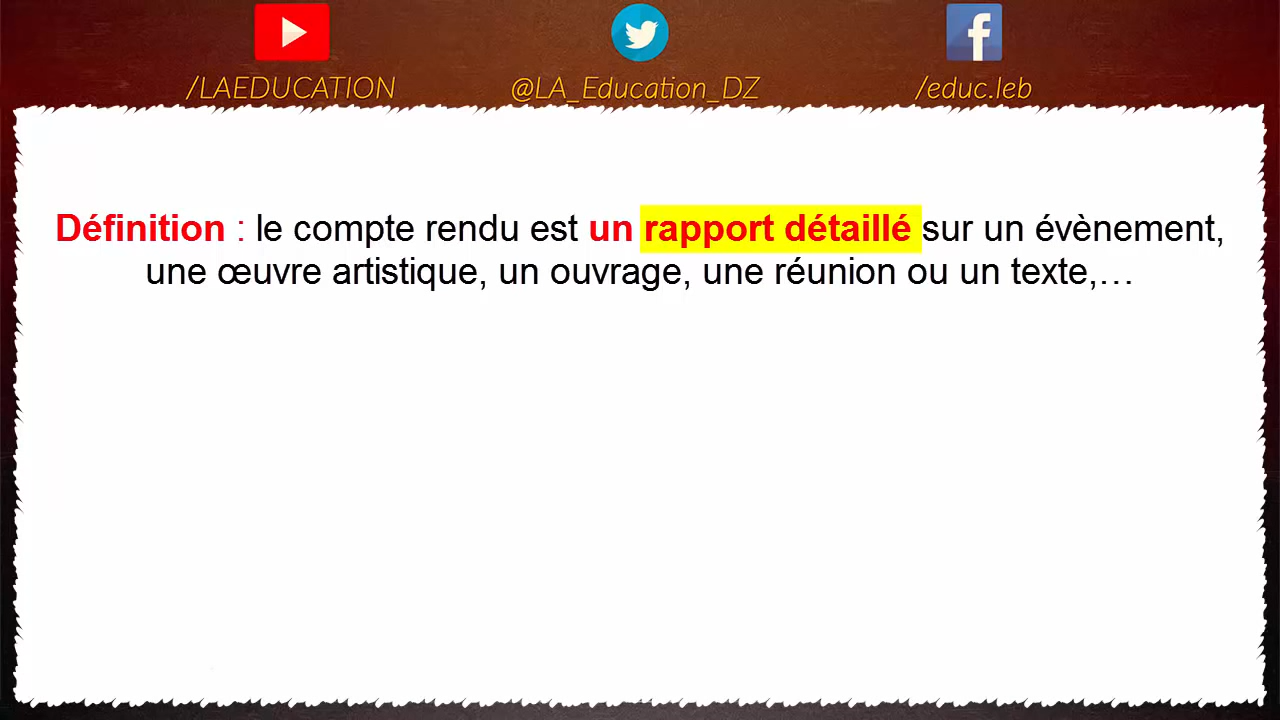 /LAEDUCATION
@LA_Education_DZ
/educ.leb
Définition : le compte rendu est un rapport détaillé sur un évènement,
une œuvre artistique, un ouvrage, une réunion ou un texte,…